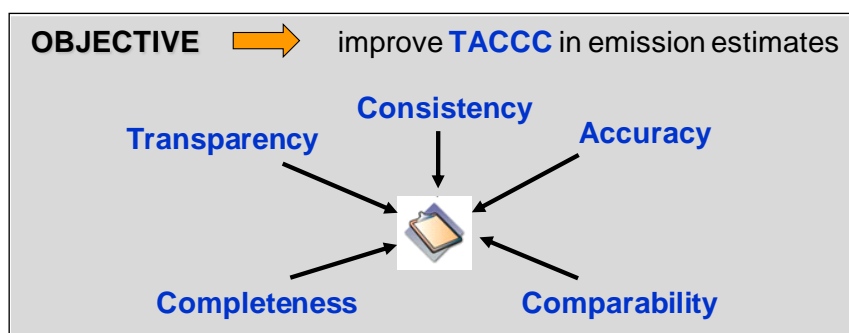 OBJECTIVE improve TACCC in emission estimates
Consistency
Transparency
Accuracy
Completeness
Comparability